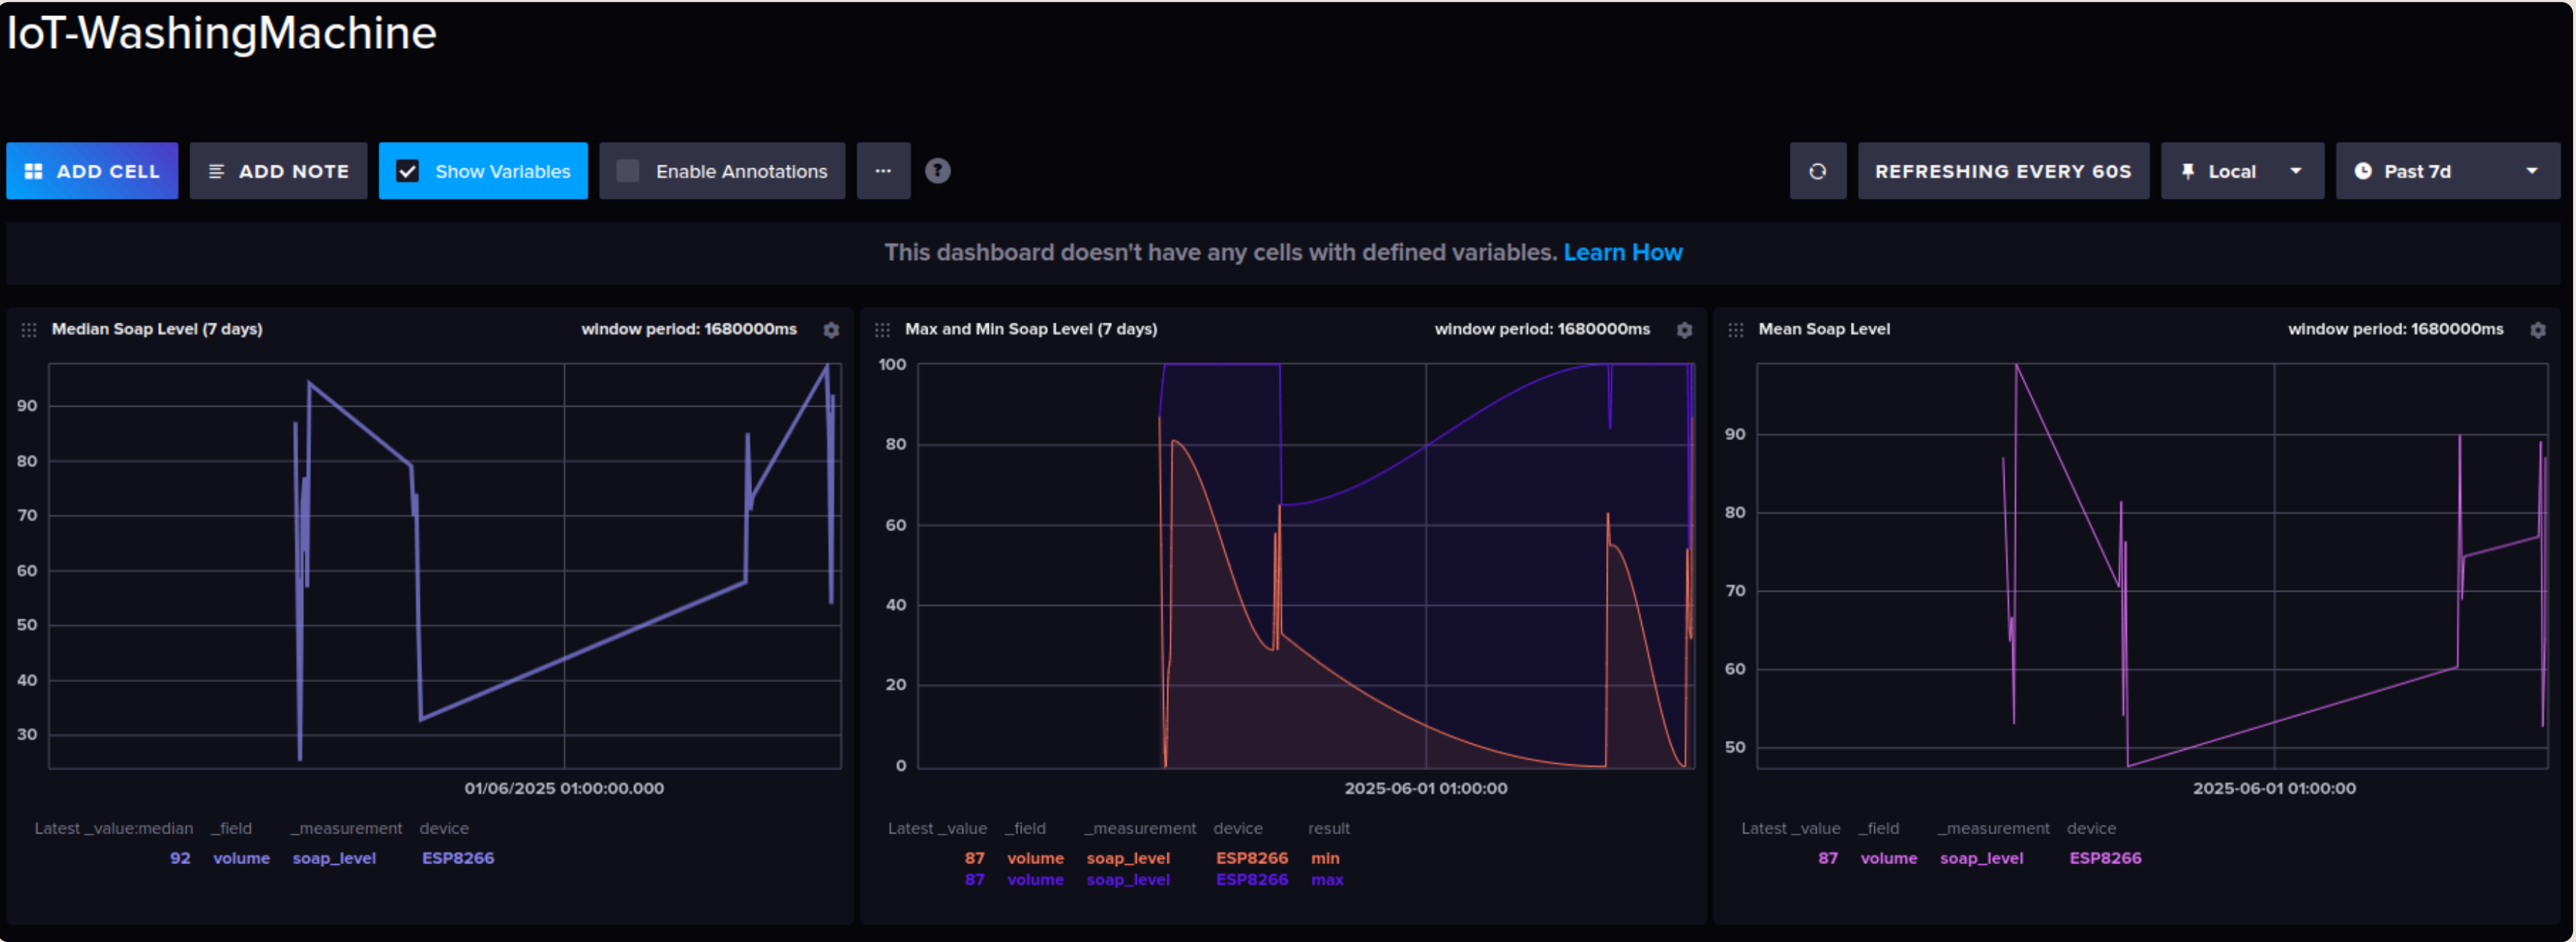 IoT-WashingMachine
ADD CELL ADD NOTE Show Variables Enable Annotations ... ? REFRESHING EVERY 60S Local Past 7d
This dashboard doesn't have any cells with defined variables. Learn How
Median Soap Level (7 days) window period: 1680000ms
90
80
70
60
50
40
30
01/06/2025 01:00:00.000
Latest _value:median _field _measurement device
92 volume soap_level ESP8266
Max and Min Soap Level (7 days) window period: 1680000ms
100
80
60
40
20
0
2025-06-01 01:00:00
Latest _value _field _measurement device result
87 volume soap_level ESP8266 min
87 volume soap_level ESP8266 max
Mean Soap Level window period: 1680000ms
90
80
70
60
50
2025-06-01 01:00:00
Latest _value _field _measurement device
87 volume soap_level ESP8266